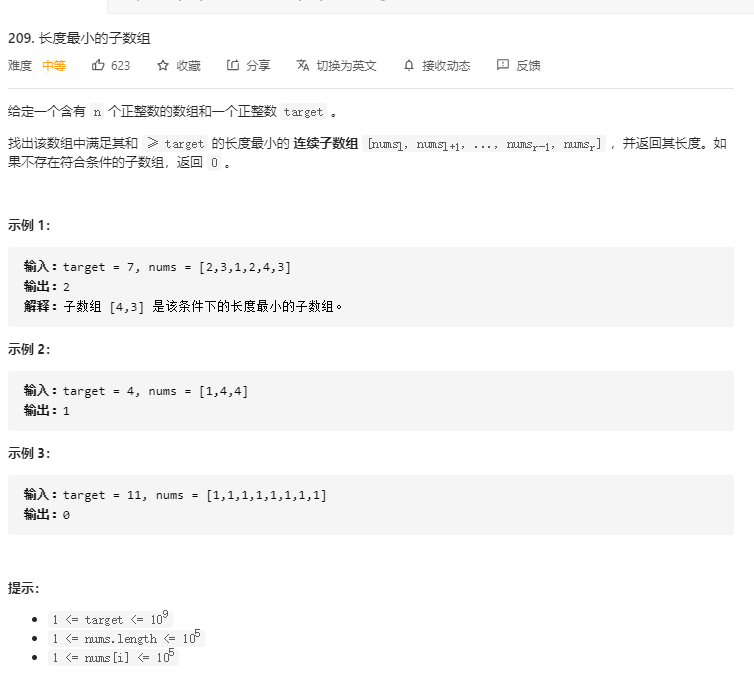 209. 长度最小的子数组
难度 中等 623 收藏 分享 切换为英文 接收动态 反馈
给定一个含有 n 个正整数的数组和一个正整数 target 。
找出该数组中满足其和 ≥ target 的长度最小的 连续子数组 [numsl, numsl+1, ..., numsr-1, numsr] ，并返回其长度。如
果不存在符合条件的子数组，返回 0 。
示例 1：
输入：target = 7, nums = [2,3,1,2,4,3]
输出：2
解释：子数组 [4,3] 是该条件下的长度最小的子数组。
示例 2：
输入：target = 4, nums = [1,4,4]
输出：1
示例 3：
输入：target = 11, nums = [1,1,1,1,1,1,1,1]
输出：0
提示：
1 <= target <= 10^9
1 <= nums.length <= 10^5
1 <= nums[i] <= 10^5